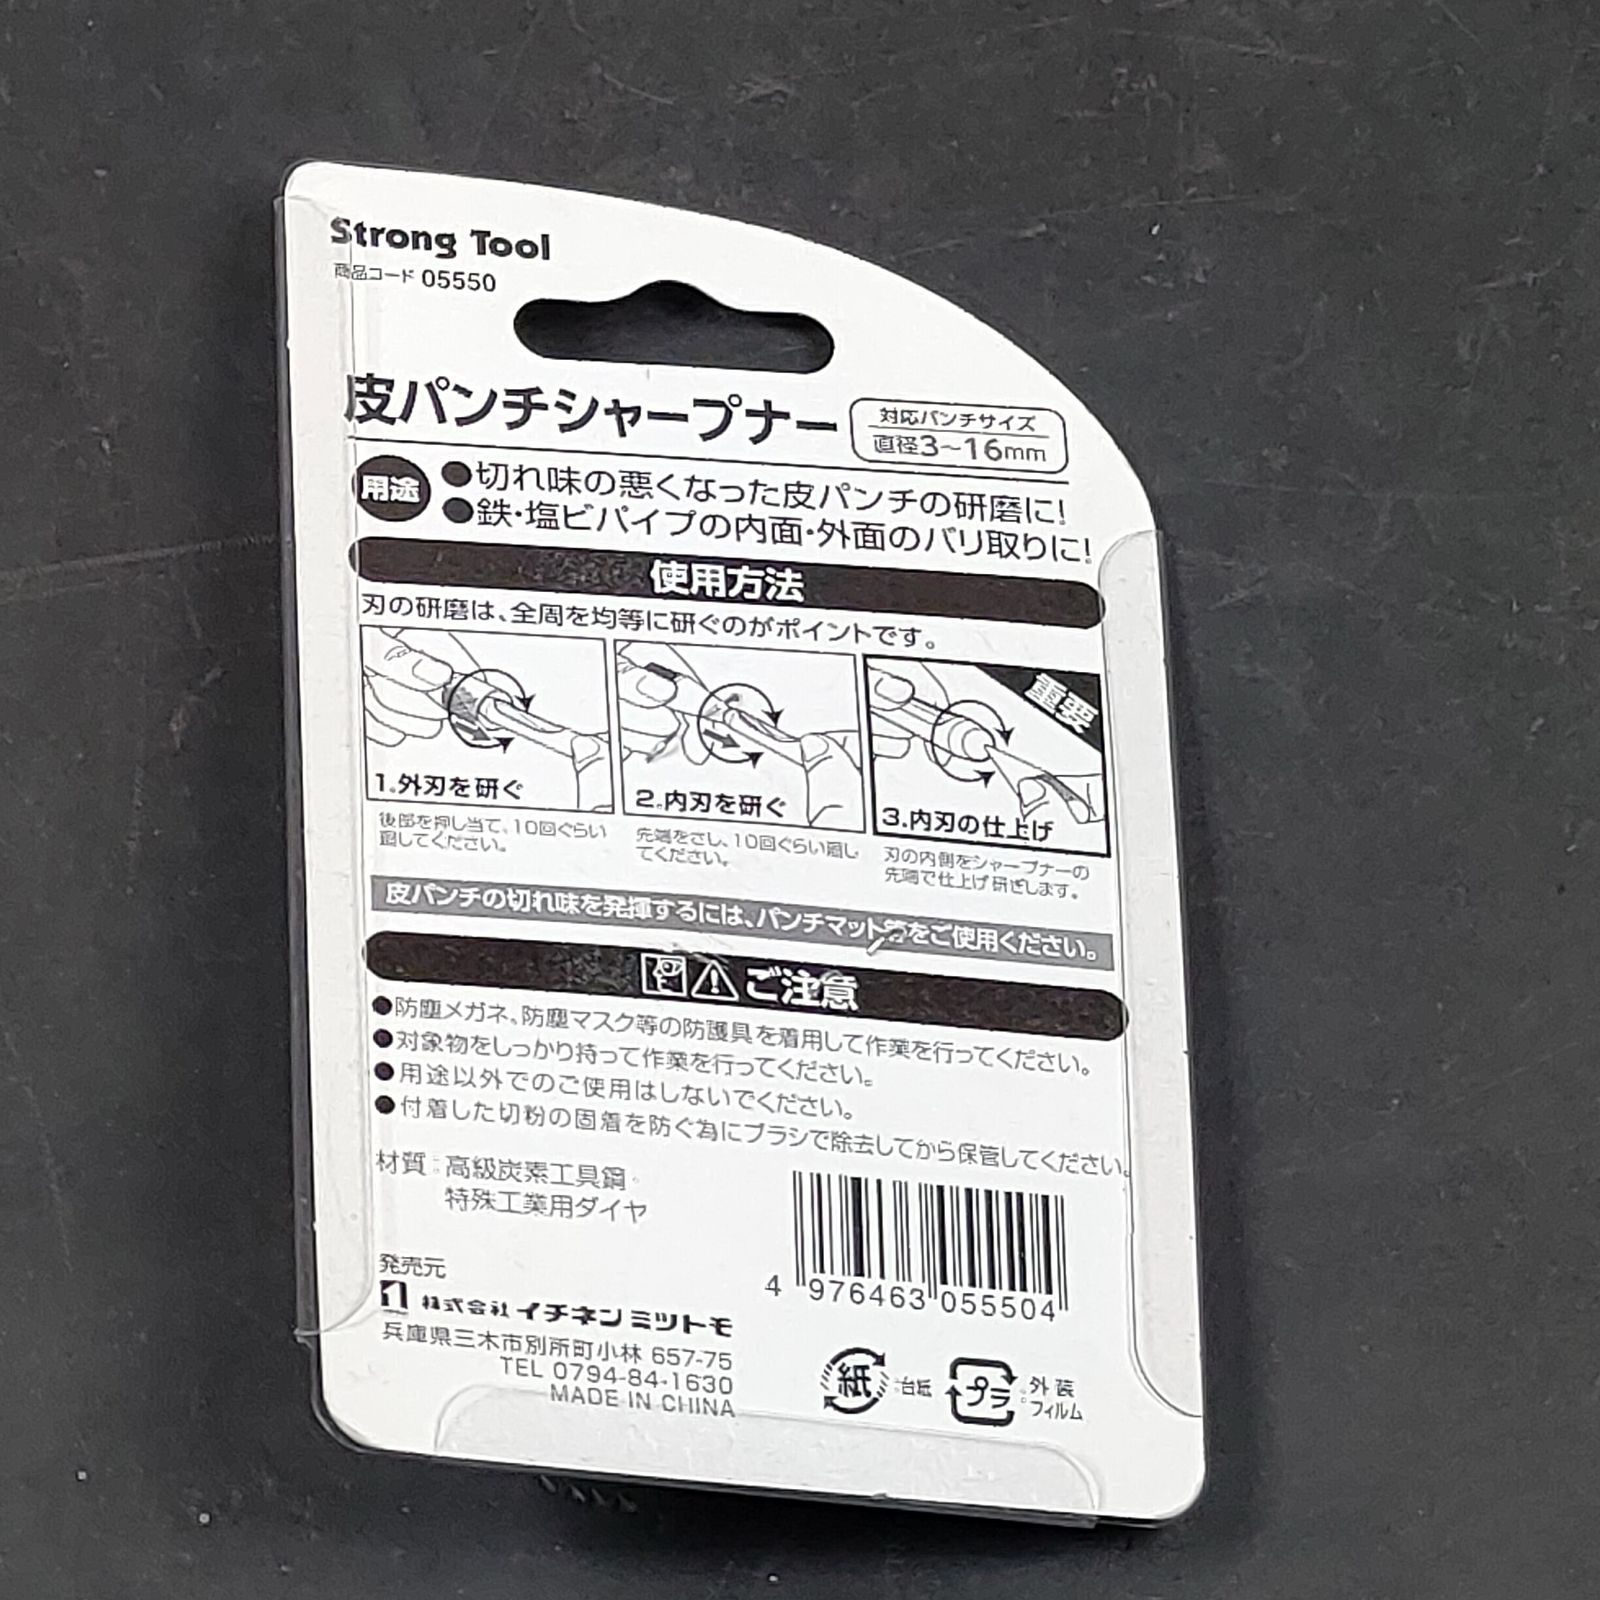 Strong Tool
商品コード 05550
皮パンチシャープナー
対応パンチサイズ
直径3～16mm
用途
●切れ味の悪くなった皮パンチの研磨に!
●鉄・塩ビパイプの内面・外面のバリ取りに!
使用方法
刃の研磨は、全周を均等に研ぐのがポイントです。
1.外刃を研ぐ
後部を押し当て、10回ぐらい
廻してください。
2.内刃を研ぐ
先端をさし、10回ぐらい廻し
てください。
重要
3.内刃の仕上げ
刃の内側をシャープナーの
先端で仕上げ研ぎします。
皮パンチの切れ味を発揮するには、パンチマット等をご使用ください。
ご注意
●防塵メガネ、防塵マスク等の防護具を着用して作業を行ってください。
●対象物をしっかり持って作業を行ってください。
●用途以外でのご使用はしないでください。
●付着した切粉の固着を防ぐ為にブラシで除去してから保管してください。
材質：高級炭素工具鋼・
特殊工業用ダイヤ
4 976463 055504
発売元
株式会社イチネンミツトモ
兵庫県三木市別所町小林 657-75
TEL 0794-84-1630
MADE IN CHINA
紙 :台紙
プラ :外装
フィルム